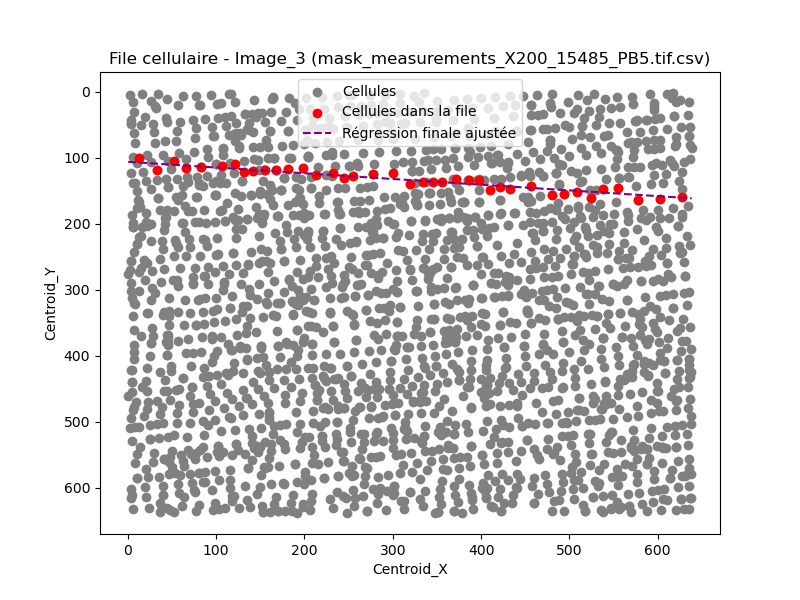 File cellulaire - Image_3 (mask_measurements_X200_15485_PB5.tif.csv)
Cellules
Cellules dans la file
Régression finale ajustée
0
100
200
300
400
500
600
Centroid_Y
0 100 200 300 400 500 600
Centroid_X